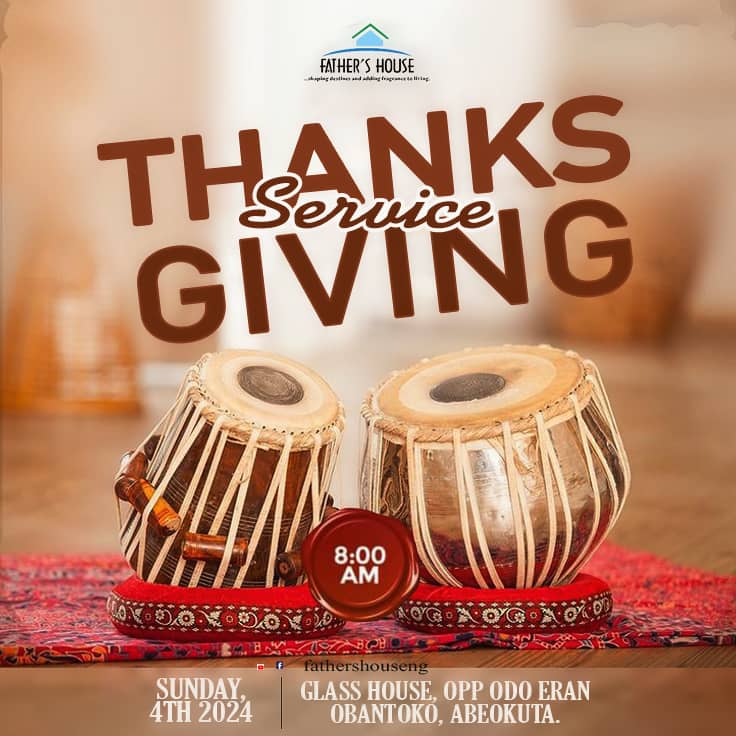 FATHER'S HOUSE
...shaping destines and adding fragrance to living.
THANKS
Service
GIVING
8:00
AM
fathershouseng
SUNDAY,
4TH 2024
GLASS HOUSE, OPP ODO ERAN
OBANTOKO, ABEOKUTA.